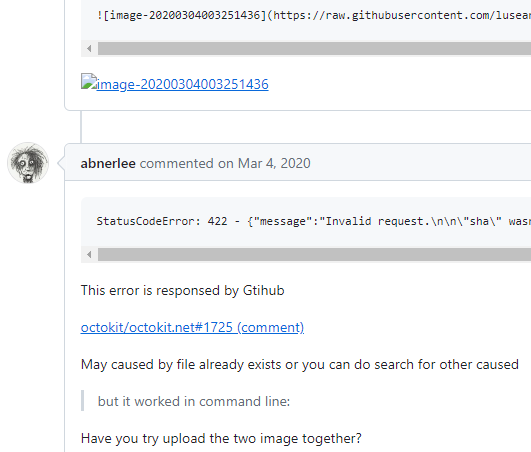 ![image-20200304003251436](https://raw.githubusercontent.com/lusear
image-20200304003251436
abnerlee commented on Mar 4, 2020
StatusCodeError: 422 - {"message":"Invalid request.\n\n\"sha\" wasn
This error is responsed by Gtihub
octokit/octokit.net#1725 (comment)
May caused by file already exists or you can do search for other caused
but it worked in command line:
Have you try upload the two image together?